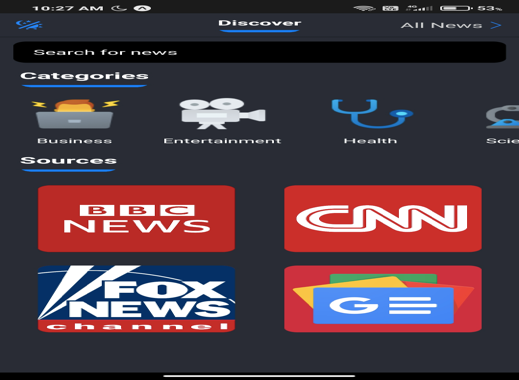 10:27 AM
4G
53%
Discover
All News
Search for news
Categories
Business
Entertainment
Health
Scie
Sources
BBC
NEWS
CNN
FOX
NEWS
channel
G